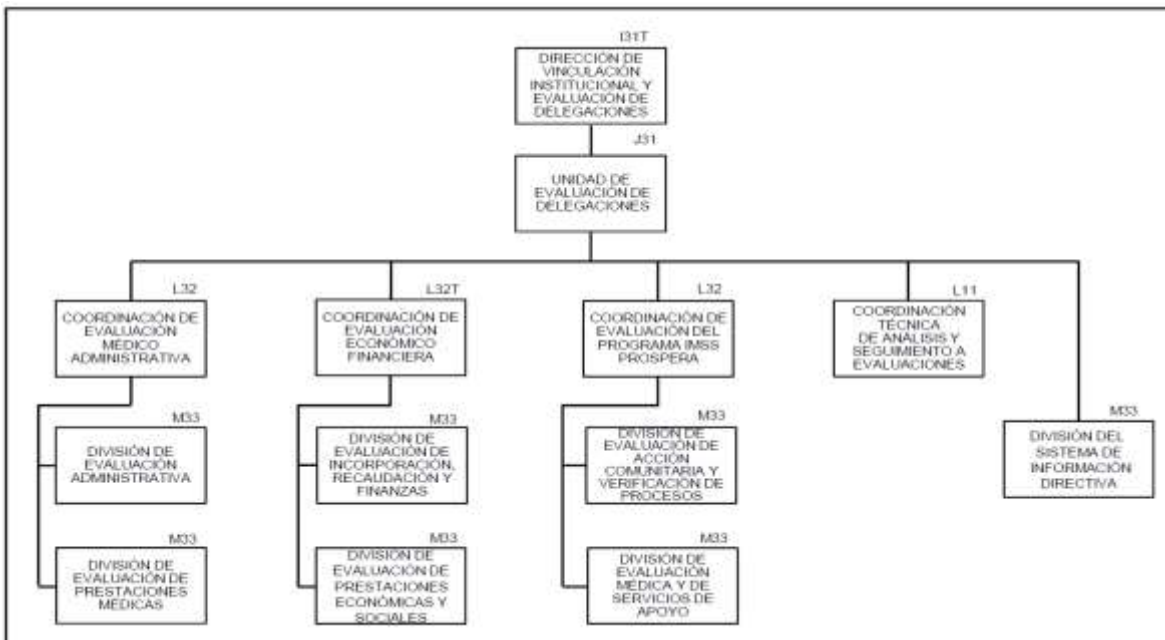 I31T
DIRECCIÓN DE
VINCULACIÓN
INSTITUCIONAL Y
EVALUACIÓN DE
DELEGACIONES
J31
UNIDAD DE
EVALUACIÓN DE
DELEGACIONES
L32
COORDINACIÓN DE
EVALUACIÓN
MÉDICO
ADMINISTRATIVA
L32T
COORDINACIÓN DE
EVALUACIÓN
ECONÓMICO
FINANCIERA
L32
COORDINACIÓN DE
EVALUACIÓN DEL
PROGRAMA IMSS
PROSPERA
L11
COORDINACIÓN
TÉCNICA
DE ANÁLISIS Y
SEGUIMIENTO A
EVALUACIONES
M33
DIVISIÓN DE
EVALUACIÓN
ADMINISTRATIVA
M33
DIVISIÓN DE
EVALUACIÓN DE
INCORPORACIÓN,
RECAUDACIÓN Y
FINANZAS
M33
DIVISIÓN DE
EVALUACIÓN DE
ACCIÓN
COMUNITARIA Y
VERIFICACIÓN DE
PROCESOS
M33
DIVISIÓN DEL
SISTEMA DE
INFORMACIÓN
DIRECTIVA
M33
DIVISIÓN DE
EVALUACIÓN DE
PRESTACIONES
MÉDICAS
M33
DIVISIÓN DE
EVALUACIÓN DE
PRESTACIONES
ECONÓMICAS Y
SOCIALES
M33
DIVISIÓN DE
EVALUACIÓN
MÉDICA Y DE
SERVICIOS DE
APOYO